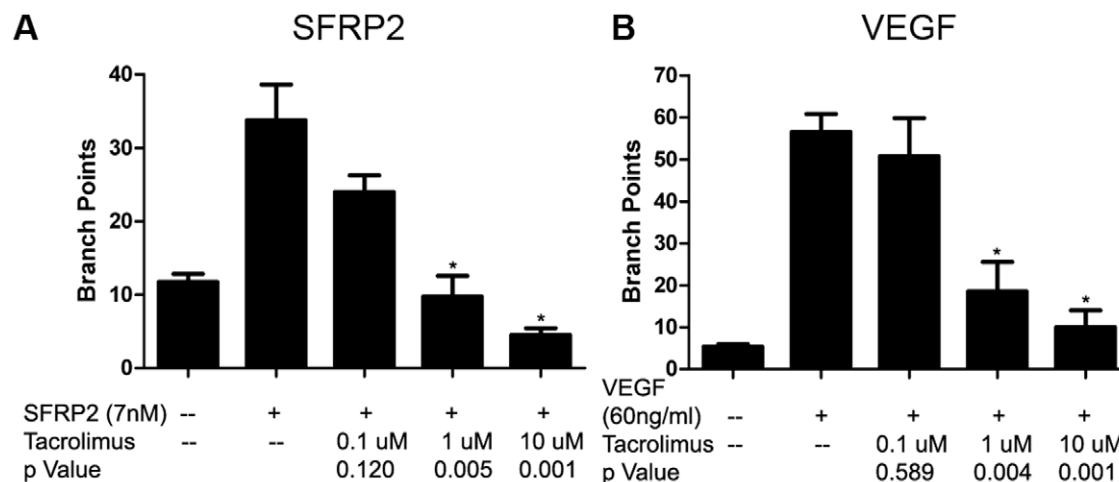 A
SFRP2
Branch Points
40
30
20
10
0
*
*
SFRP2 (7nM) -- + + + +
Tacrolimus -- -- 0.1 uM 1 uM 10 uM
p Value 0.120 0.005 0.001
B
VEGF
Branch Points
70
60
50
40
30
20
10
0
*
*
VEGF
(60ng/ml) -- + + + +
Tacrolimus -- -- 0.1 uM 1 uM 10 uM
p Value 0.589 0.004 0.001